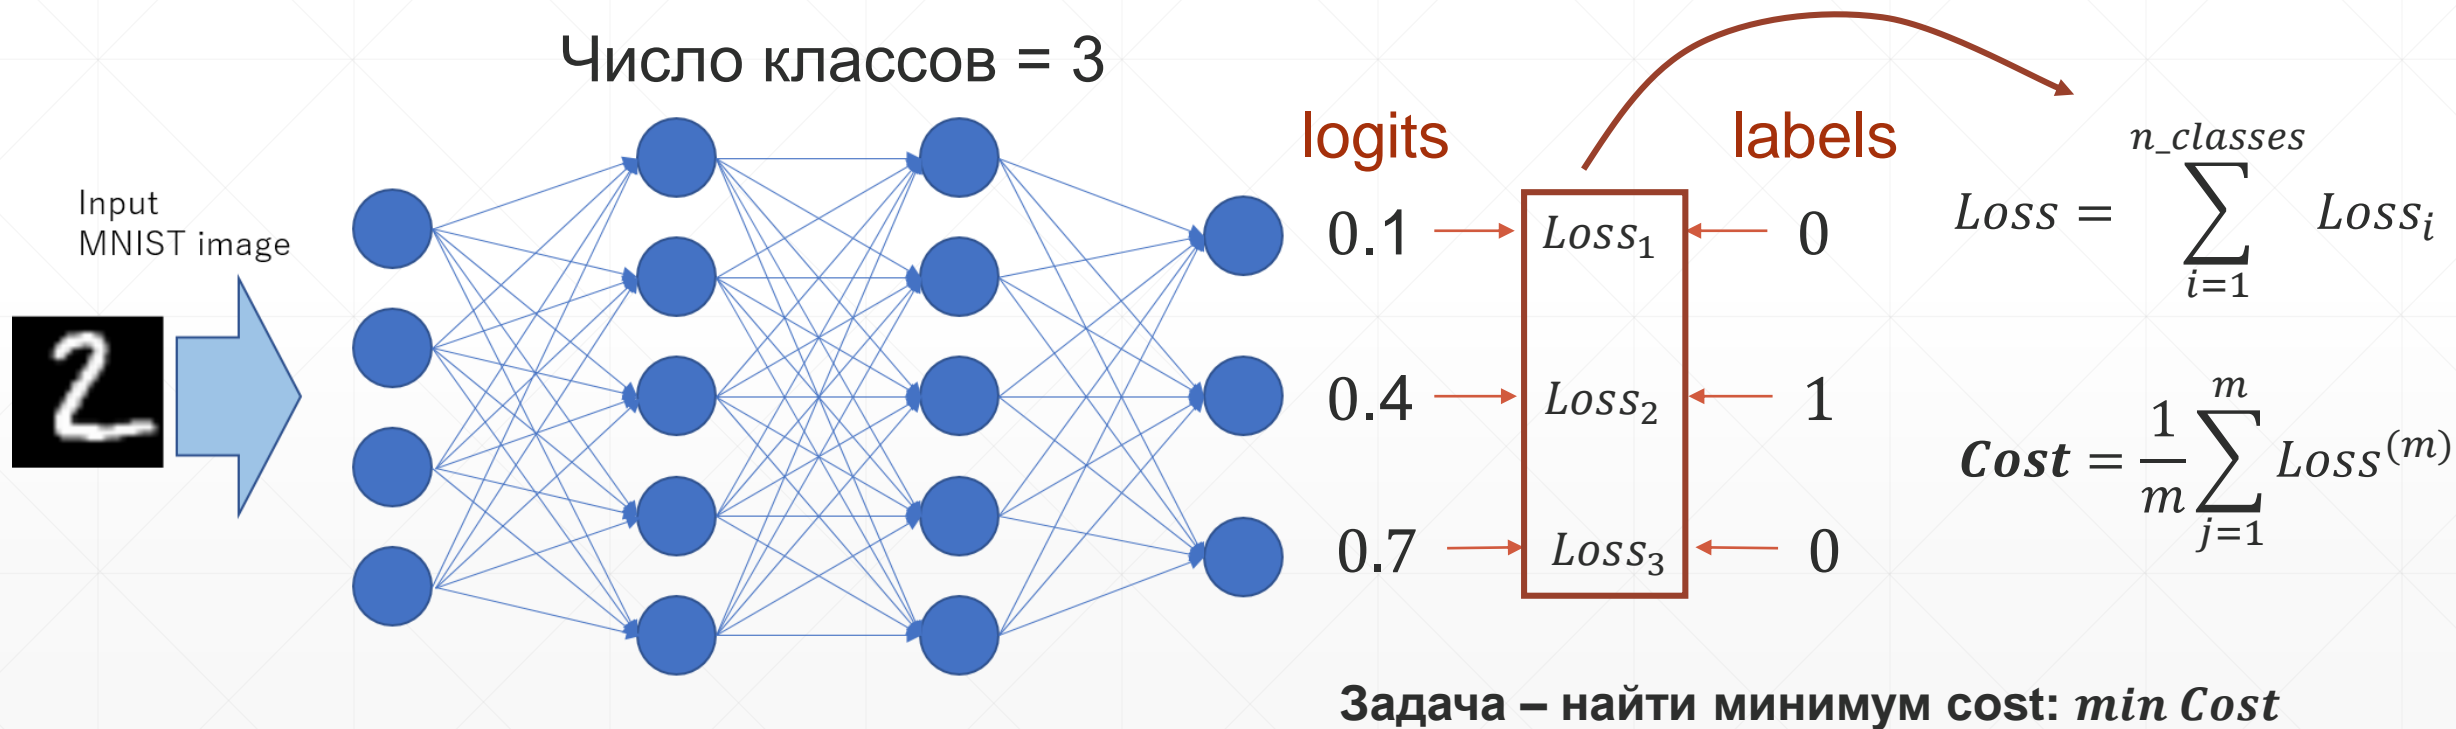 Число классов = 3
Input
MNIST image
logits
labels
0.1 Loss₁ 0
0.4 Loss₂ 1
0.7 Loss₃ 0
n_classes
Loss = ∑ Lossᵢ
i=1
m
Cost = 1/m ∑ Loss⁽ᵐ⁾
j=1
Задача – найти минимум cost: min Cost